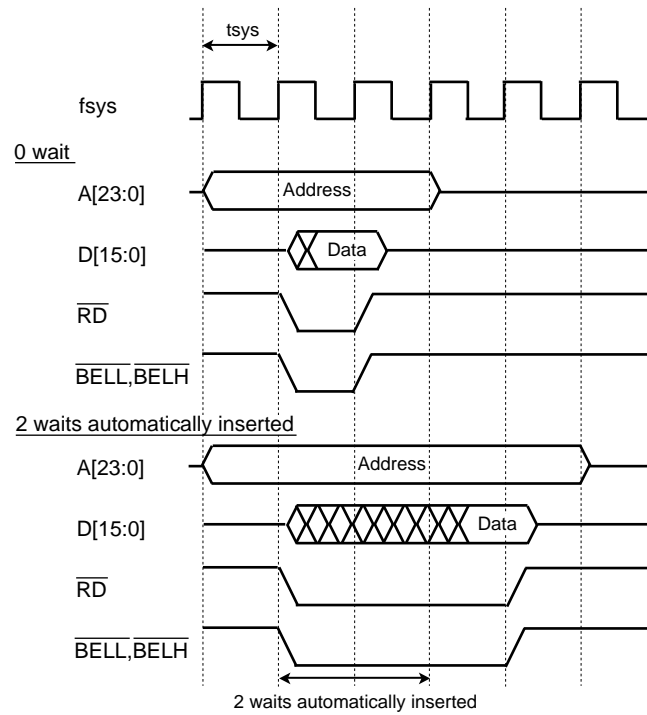 tsys
fsys
0 wait
A[23:0] Address
D[15:0] Data
RD
BELL,BELH
2 waits automatically inserted
A[23:0] Address
D[15:0] Data
RD
BELL,BELH
2 waits automatically inserted